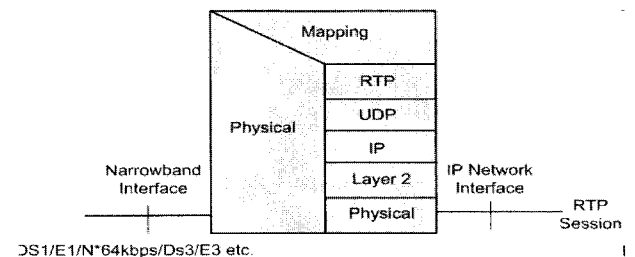 Mapping
RTP
UDP
Physical
IP
Layer 2
Physical
Narrowband
Interface
IP Network
Interface
RTP
Session
DS1/E1/N*64kbps/Ds3/E3 etc.